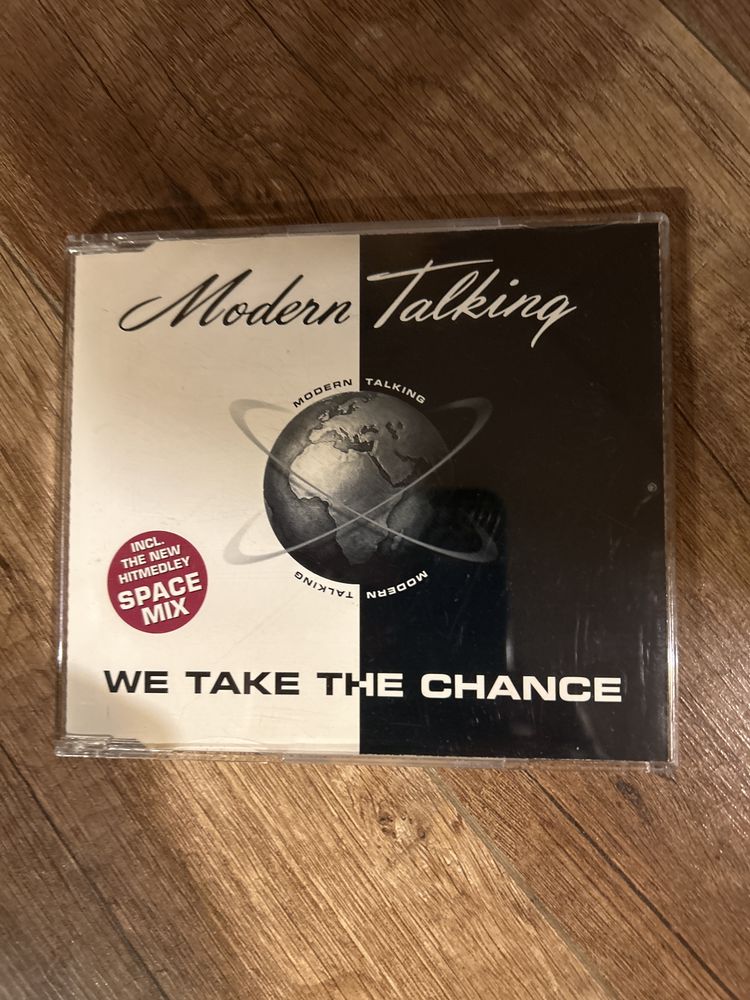 Modern Talking
MODERN TALKING
INCL.
THE NEW
HITMEDLEY
SPACE
MIX
MODERN TALKING
WE TAKE THE CHANCE